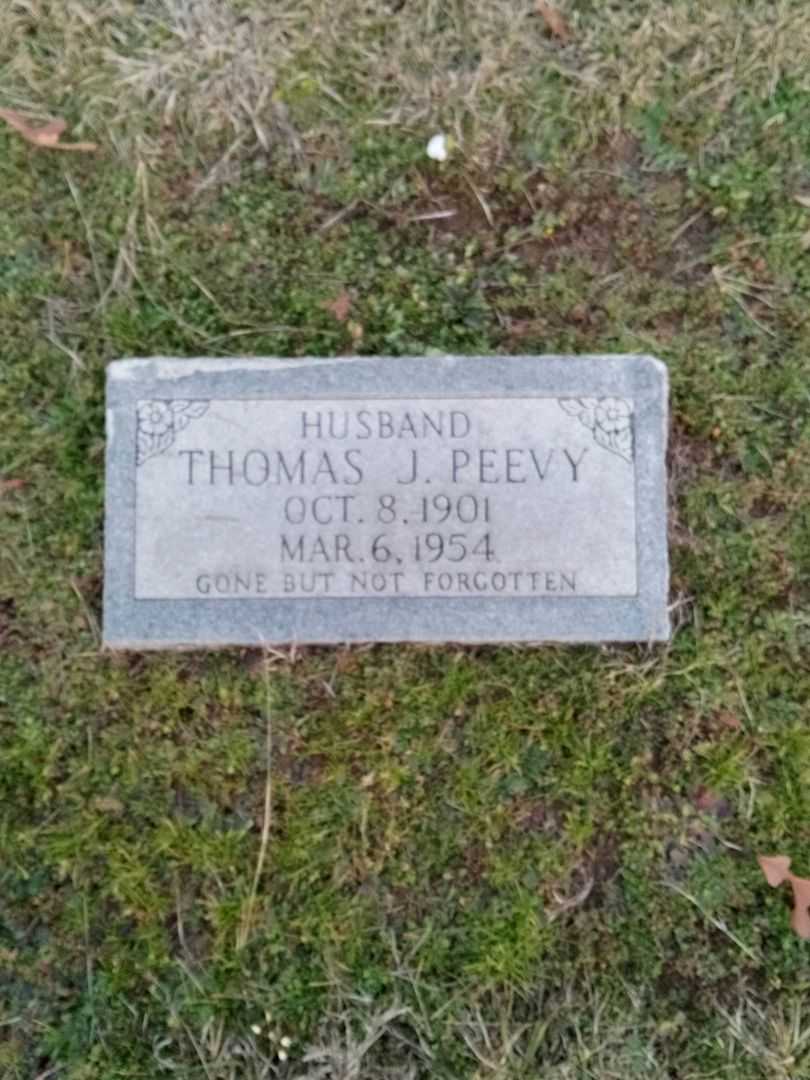 HUSBAND
THOMAS J. PEEVY
OCT. 8, 1901
MAR. 6, 1954
GONE BUT NOT FORGOTTEN